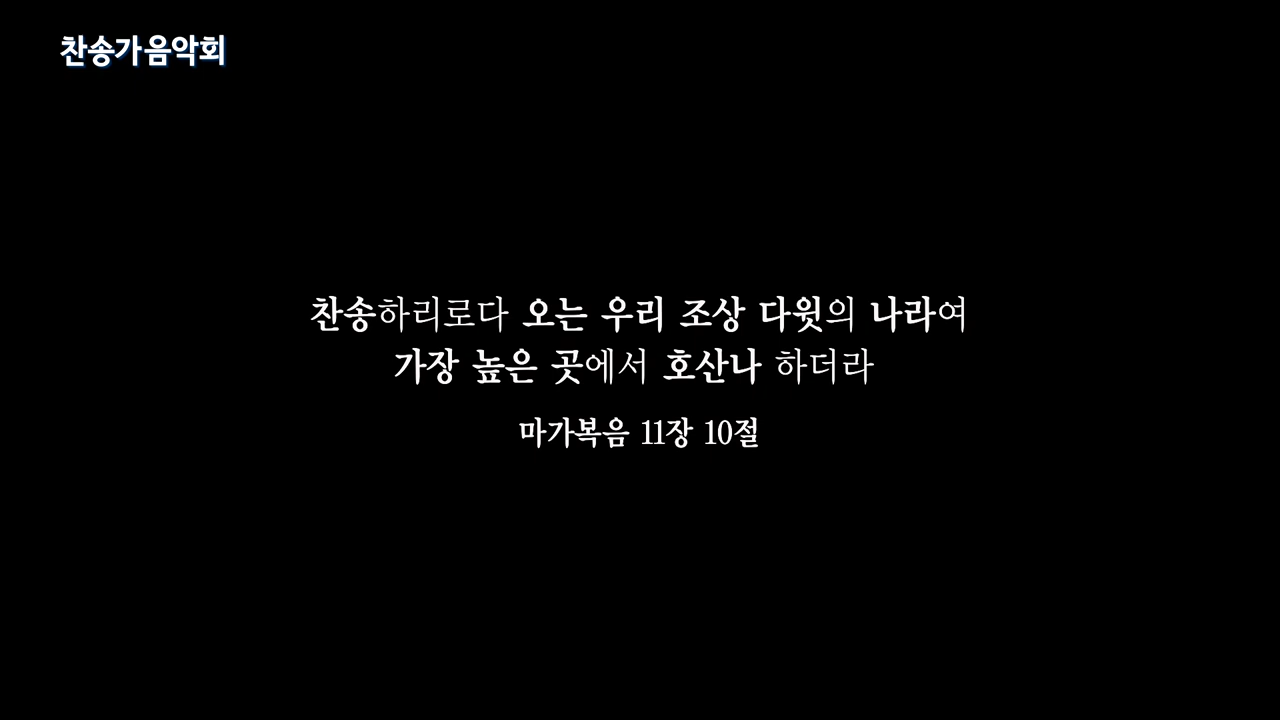 찬송가음악회
찬송하리로다 오는 우리 조상 다윗의 나라여
가장 높은 곳에서 호산나 하더라
마가복음 11장 10절